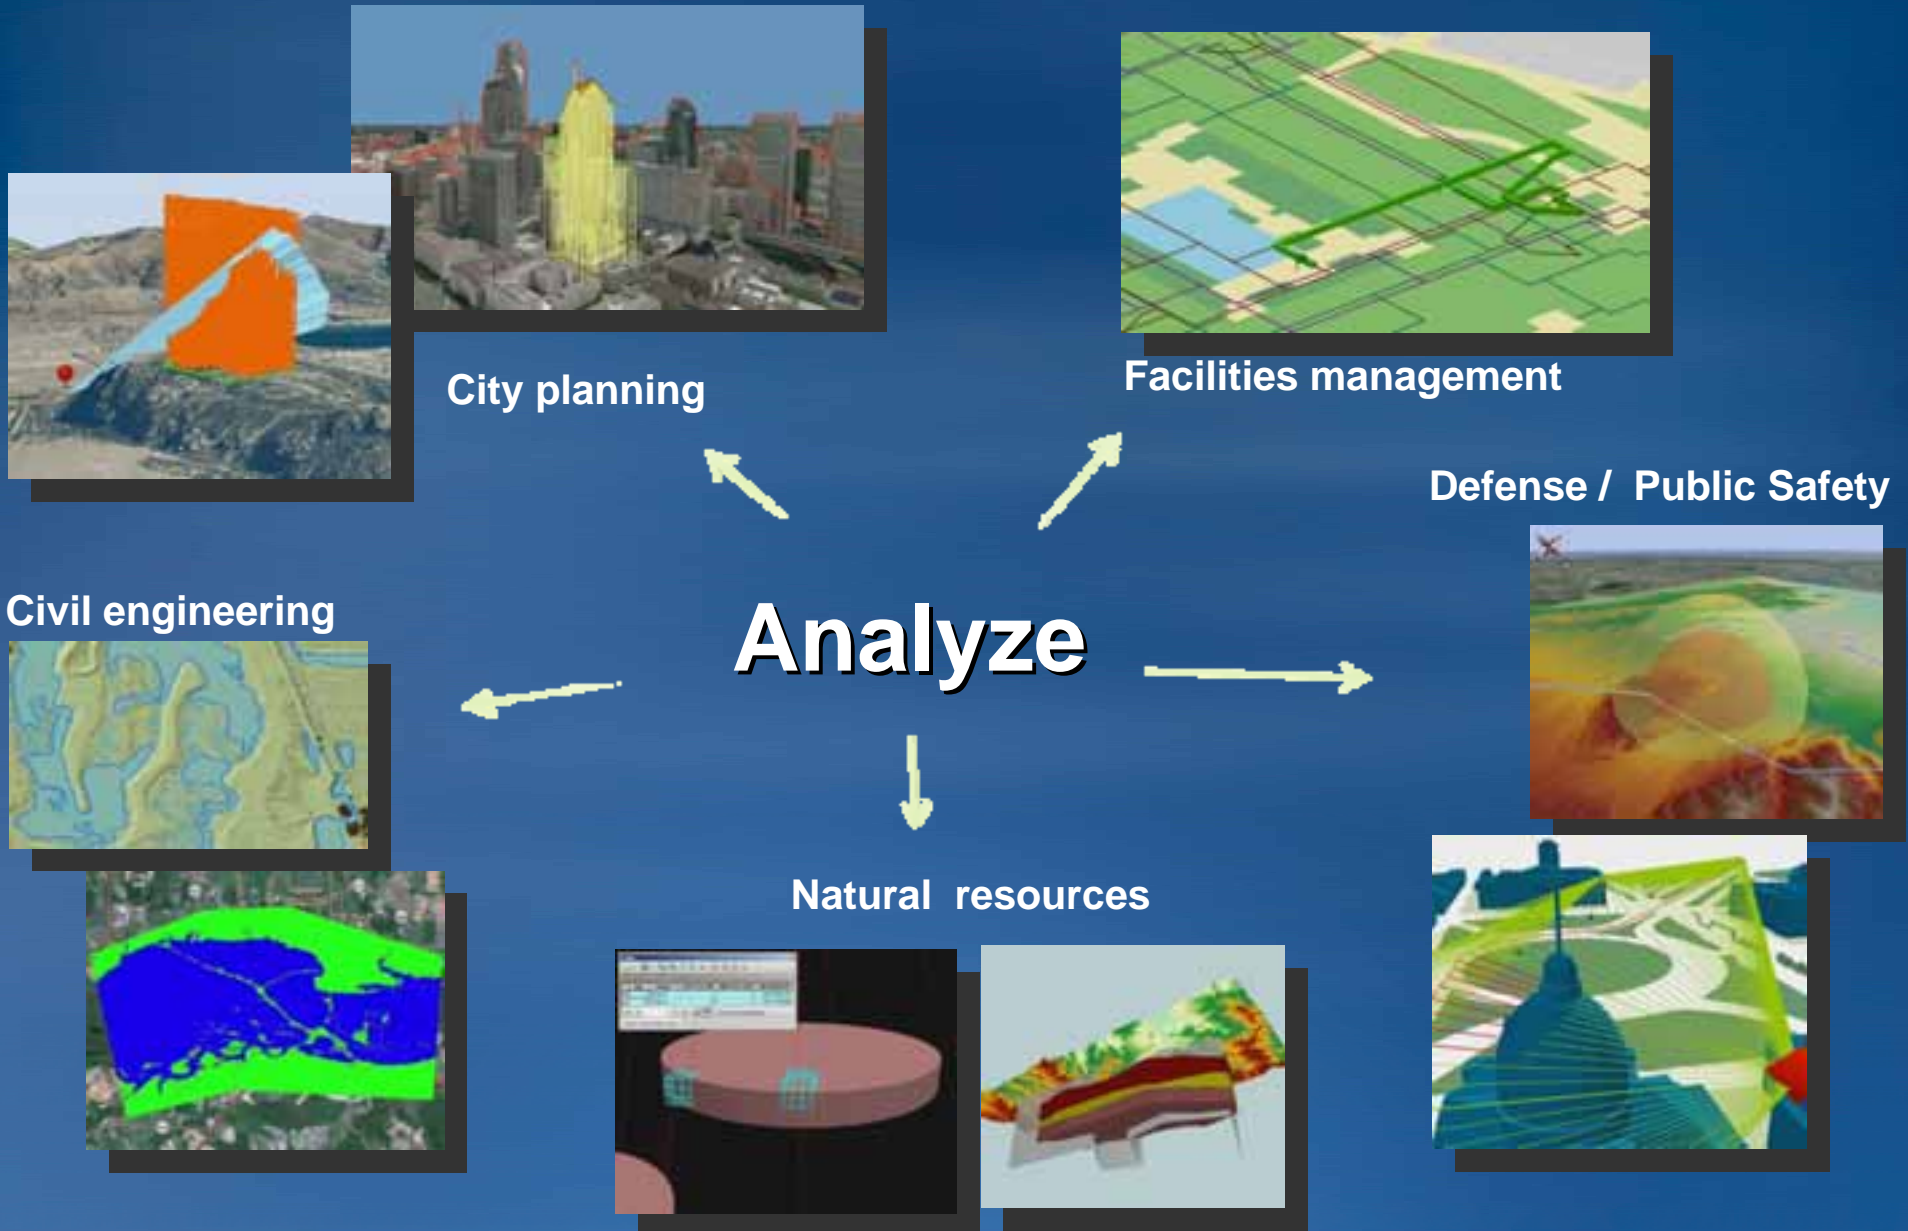 City planning
Facilities management
Defense / Public Safety
Civil engineering
Analyze
Natural resources